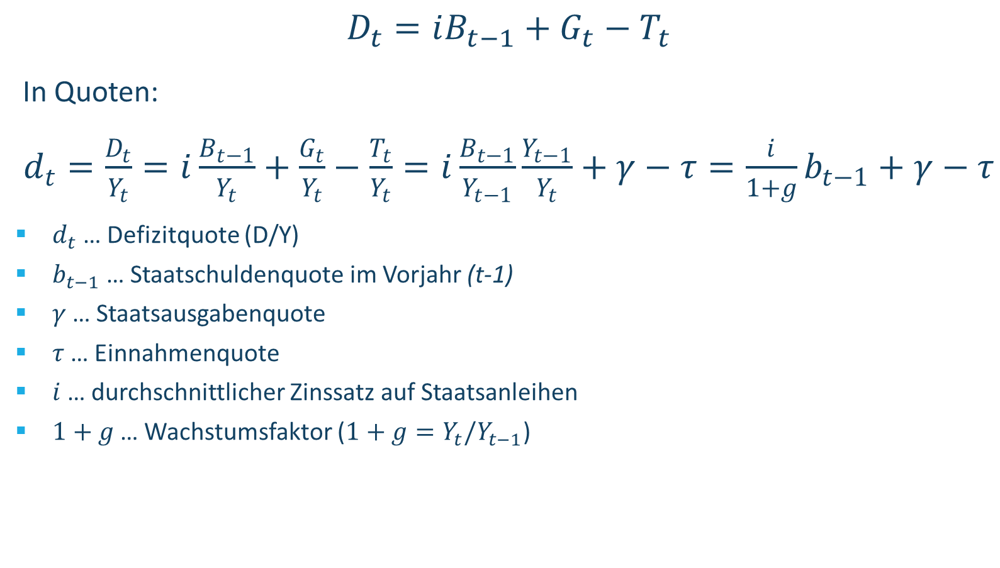 $D_t = iB_{t-1} + G_t - T_t$
In Quoten:
$d_t = \frac{D_t}{Y_t} = i\frac{B_{t-1}}{Y_t} + \frac{G_t}{Y_t} - \frac{T_t}{Y_t} = i\frac{B_{t-1}}{Y_{t-1}}\frac{Y_{t-1}}{Y_t} + \gamma - \tau = \frac{i}{1+g}b_{t-1} + \gamma - \tau$
▪ $d_t$ … Defizitquote (D/Y)
▪ $b_{t-1}$ … Staatschuldenquote im Vorjahr (t-1)
▪ $\gamma$ … Staatsausgabenquote
▪ $\tau$ … Einnahmenquote
▪ $i$ … durchschnittlicher Zinssatz auf Staatsanleihen
▪ $1 + g$ … Wachstumsfaktor ($1 + g = Y_t/Y_{t-1}$)